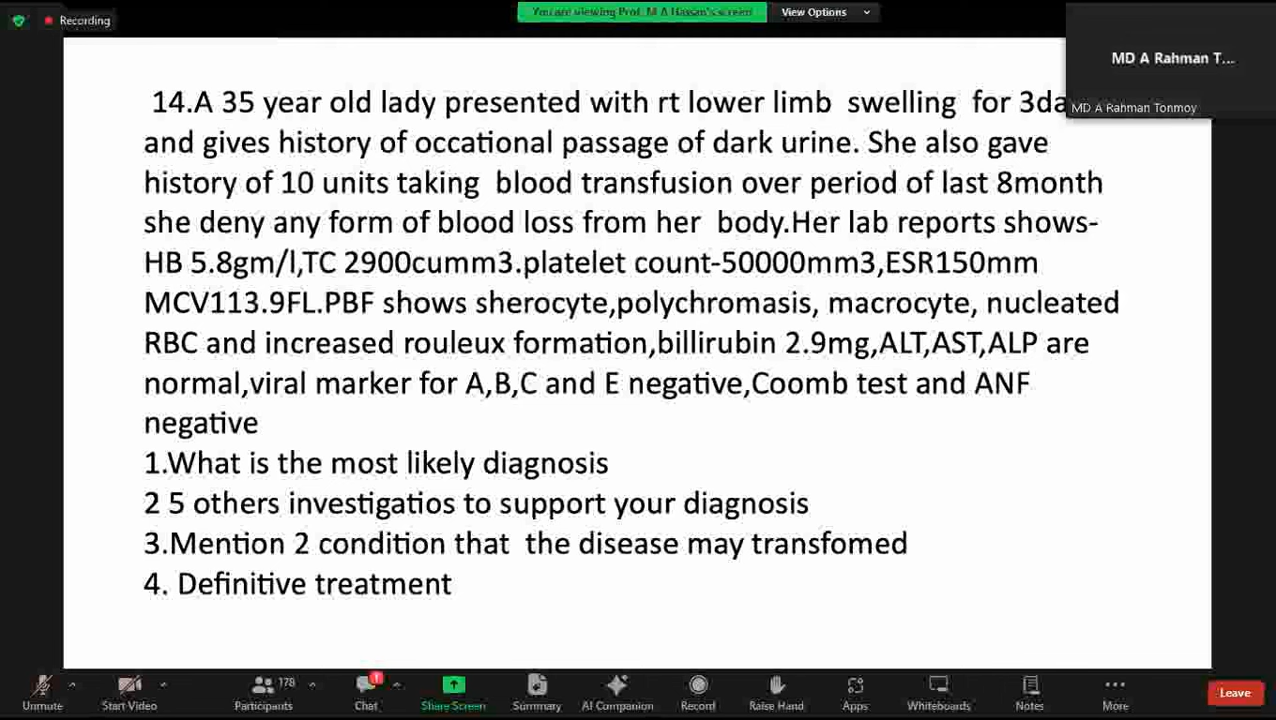 Recording
You are viewing Prof. M A Hassan's screen
View Options
MD A Rahman T...
MD A Rahman Tonmoy
14.A 35 year old lady presented with rt lower limb swelling for 3da
and gives history of occational passage of dark urine. She also gave
history of 10 units taking blood transfusion over period of last 8month
she deny any form of blood loss from her body.Her lab reports shows-
HB 5.8gm/l,TC 2900cumm3.platelet count-50000mm3,ESR150mm
MCV113.9FL.PBF shows sherocyte,polychromasis, macrocyte, nucleated
RBC and increased rouleux formation,billirubin 2.9mg,ALT,AST,ALP are
normal,viral marker for A,B,C and E negative,Coomb test and ANF
negative
1.What is the most likely diagnosis
2 5 others investigatios to support your diagnosis
3.Mention 2 condition that the disease may transfomed
4. Definitive treatment
178
1
Unmute
Start Video
Participants
Chat
Share Screen
Summary
AI Companion
Record
Raise Hand
Apps
Whiteboards
Notes
More
Leave